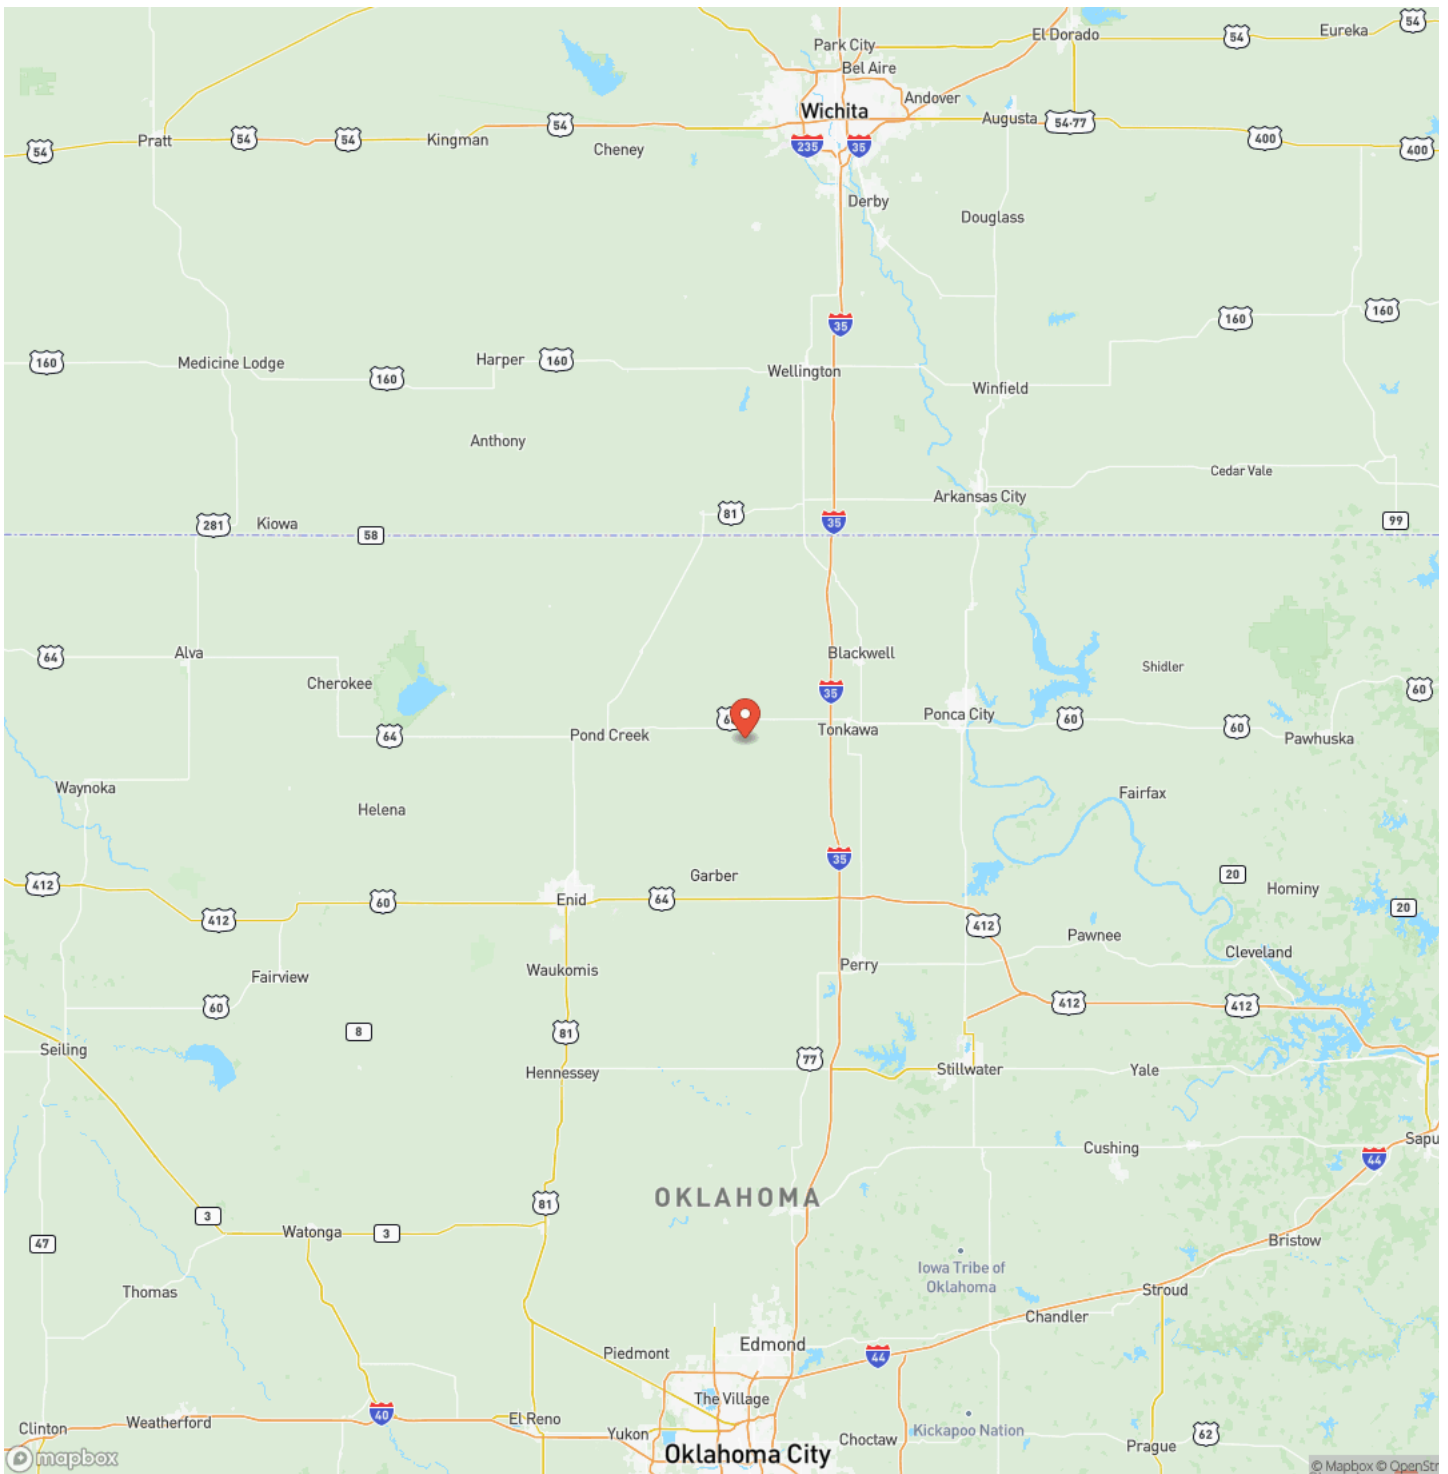 54
Eureka
54
El Dorado
Park City
Bel Aire
Andover
Wichita
Augusta
54-77
54
Pratt
54
54
Kingman
54
Cheney
235
35
400
400
Derby
Douglass
35
160
160
160
Medicine Lodge
160
Harper
160
Wellington
Winfield
Anthony
Cedar Vale
Arkansas City
281
Kiowa
58
81
35
99
64
Alva
Cherokee
Blackwell
Shidler
35
60
64
Pond Creek
Tonkawa
Ponca City
60
60
Pawhuska
Waynoka
Helena
Fairfax
35
412
412
60
Enid
64
Garber
20
Hominy
20
412
Pawnee
Cleveland
Fairview
Waukomis
Perry
60
8
81
412
412
Seiling
Hennessey
77
Stillwater
Yale
Cushing
44
Sapu
OKLAHOMA
81
3
Watonga
3
47
Thomas
Iowa Tribe of
Oklahoma
Bristow
Stroud
Chandler
Piedmont
Edmond
44
The Village
Clinton
Weatherford
40
El Reno
Yukon
Oklahoma City
Choctaw
Kickapoo Nation
Prague
62
mapbox
© Mapbox © OpenStr